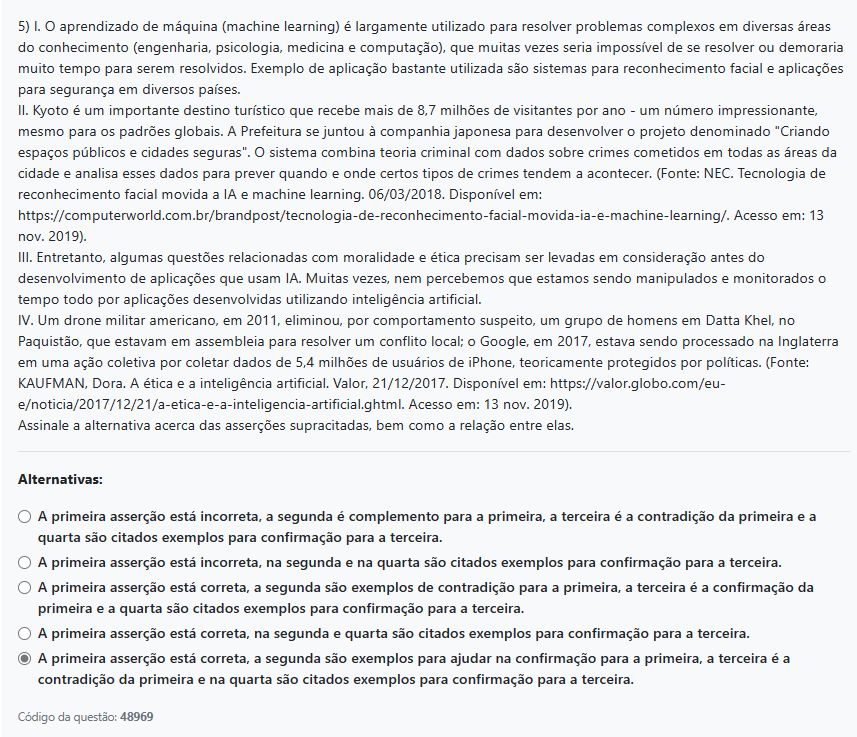 5) I. O aprendizado de máquina (machine learning) é largamente utilizado para resolver problemas complexos em diversas áreas
do conhecimento (engenharia, psicologia, medicina e computação), que muitas vezes seria impossível de se resolver ou demoraria
muito tempo para serem resolvidos. Exemplo de aplicação bastante utilizada são sistemas para reconhecimento facial e aplicações
para segurança em diversos países.
II. Kyoto é um importante destino turístico que recebe mais de 8,7 milhões de visitantes por ano - um número impressionante,
mesmo para os padrões globais. A Prefeitura se juntou à companhia japonesa para desenvolver o projeto denominado "Criando
espaços públicos e cidades seguras". O sistema combina teoria criminal com dados sobre crimes cometidos em todas as áreas da
cidade e analisa esses dados para prever quando e onde certos tipos de crimes tendem a acontecer. (Fonte: NEC. Tecnologia de
reconhecimento facial movida a IA e machine learning. 06/03/2018. Disponível em:
https://computerworld.com.br/brandpost/tecnologia-de-reconhecimento-facial-movida-ia-e-machine-learning/. Acesso em: 13
nov. 2019).
III. Entretanto, algumas questões relacionadas com moralidade e ética precisam ser levadas em consideração antes do
desenvolvimento de aplicações que usam IA. Muitas vezes, nem percebemos que estamos sendo manipulados e monitorados o
tempo todo por aplicações desenvolvidas utilizando inteligência artificial.
IV. Um drone militar americano, em 2011, eliminou, por comportamento suspeito, um grupo de homens em Datta Khel, no
Paquistão, que estavam em assembleia para resolver um conflito local; o Google, em 2017, estava sendo processado na Inglaterra
em uma ação coletiva por coletar dados de 5,4 milhões de usuários de iPhone, teoricamente protegidos por políticas. (Fonte:
KAUFMAN, Dora. A ética e a inteligência artificial. Valor, 21/12/2017. Disponível em: https://valor.globo.com/eu-
e/noticia/2017/12/21/a-etica-e-a-inteligencia-artificial.ghtml. Acesso em: 13 nov. 2019).
Assinale a alternativa acerca das asserções supracitadas, bem como a relação entre elas.
Alternativas:
A primeira asserção está incorreta, a segunda é complemento para a primeira, a terceira é a contradição da primeira e a
quarta são citados exemplos para confirmação para a terceira.
A primeira asserção está incorreta, na segunda e na quarta são citados exemplos para confirmação para a terceira.
A primeira asserção está correta, a segunda são exemplos de contradição para a primeira, a terceira é a confirmação da
primeira e a quarta são citados exemplos para confirmação para a terceira.
A primeira asserção está correta, na segunda e quarta são citados exemplos para confirmação para a terceira.
A primeira asserção está correta, a segunda são exemplos para ajudar na confirmação para a primeira, a terceira é a
contradição da primeira e na quarta são citados exemplos para confirmação para a terceira.
Código da questão: 48969